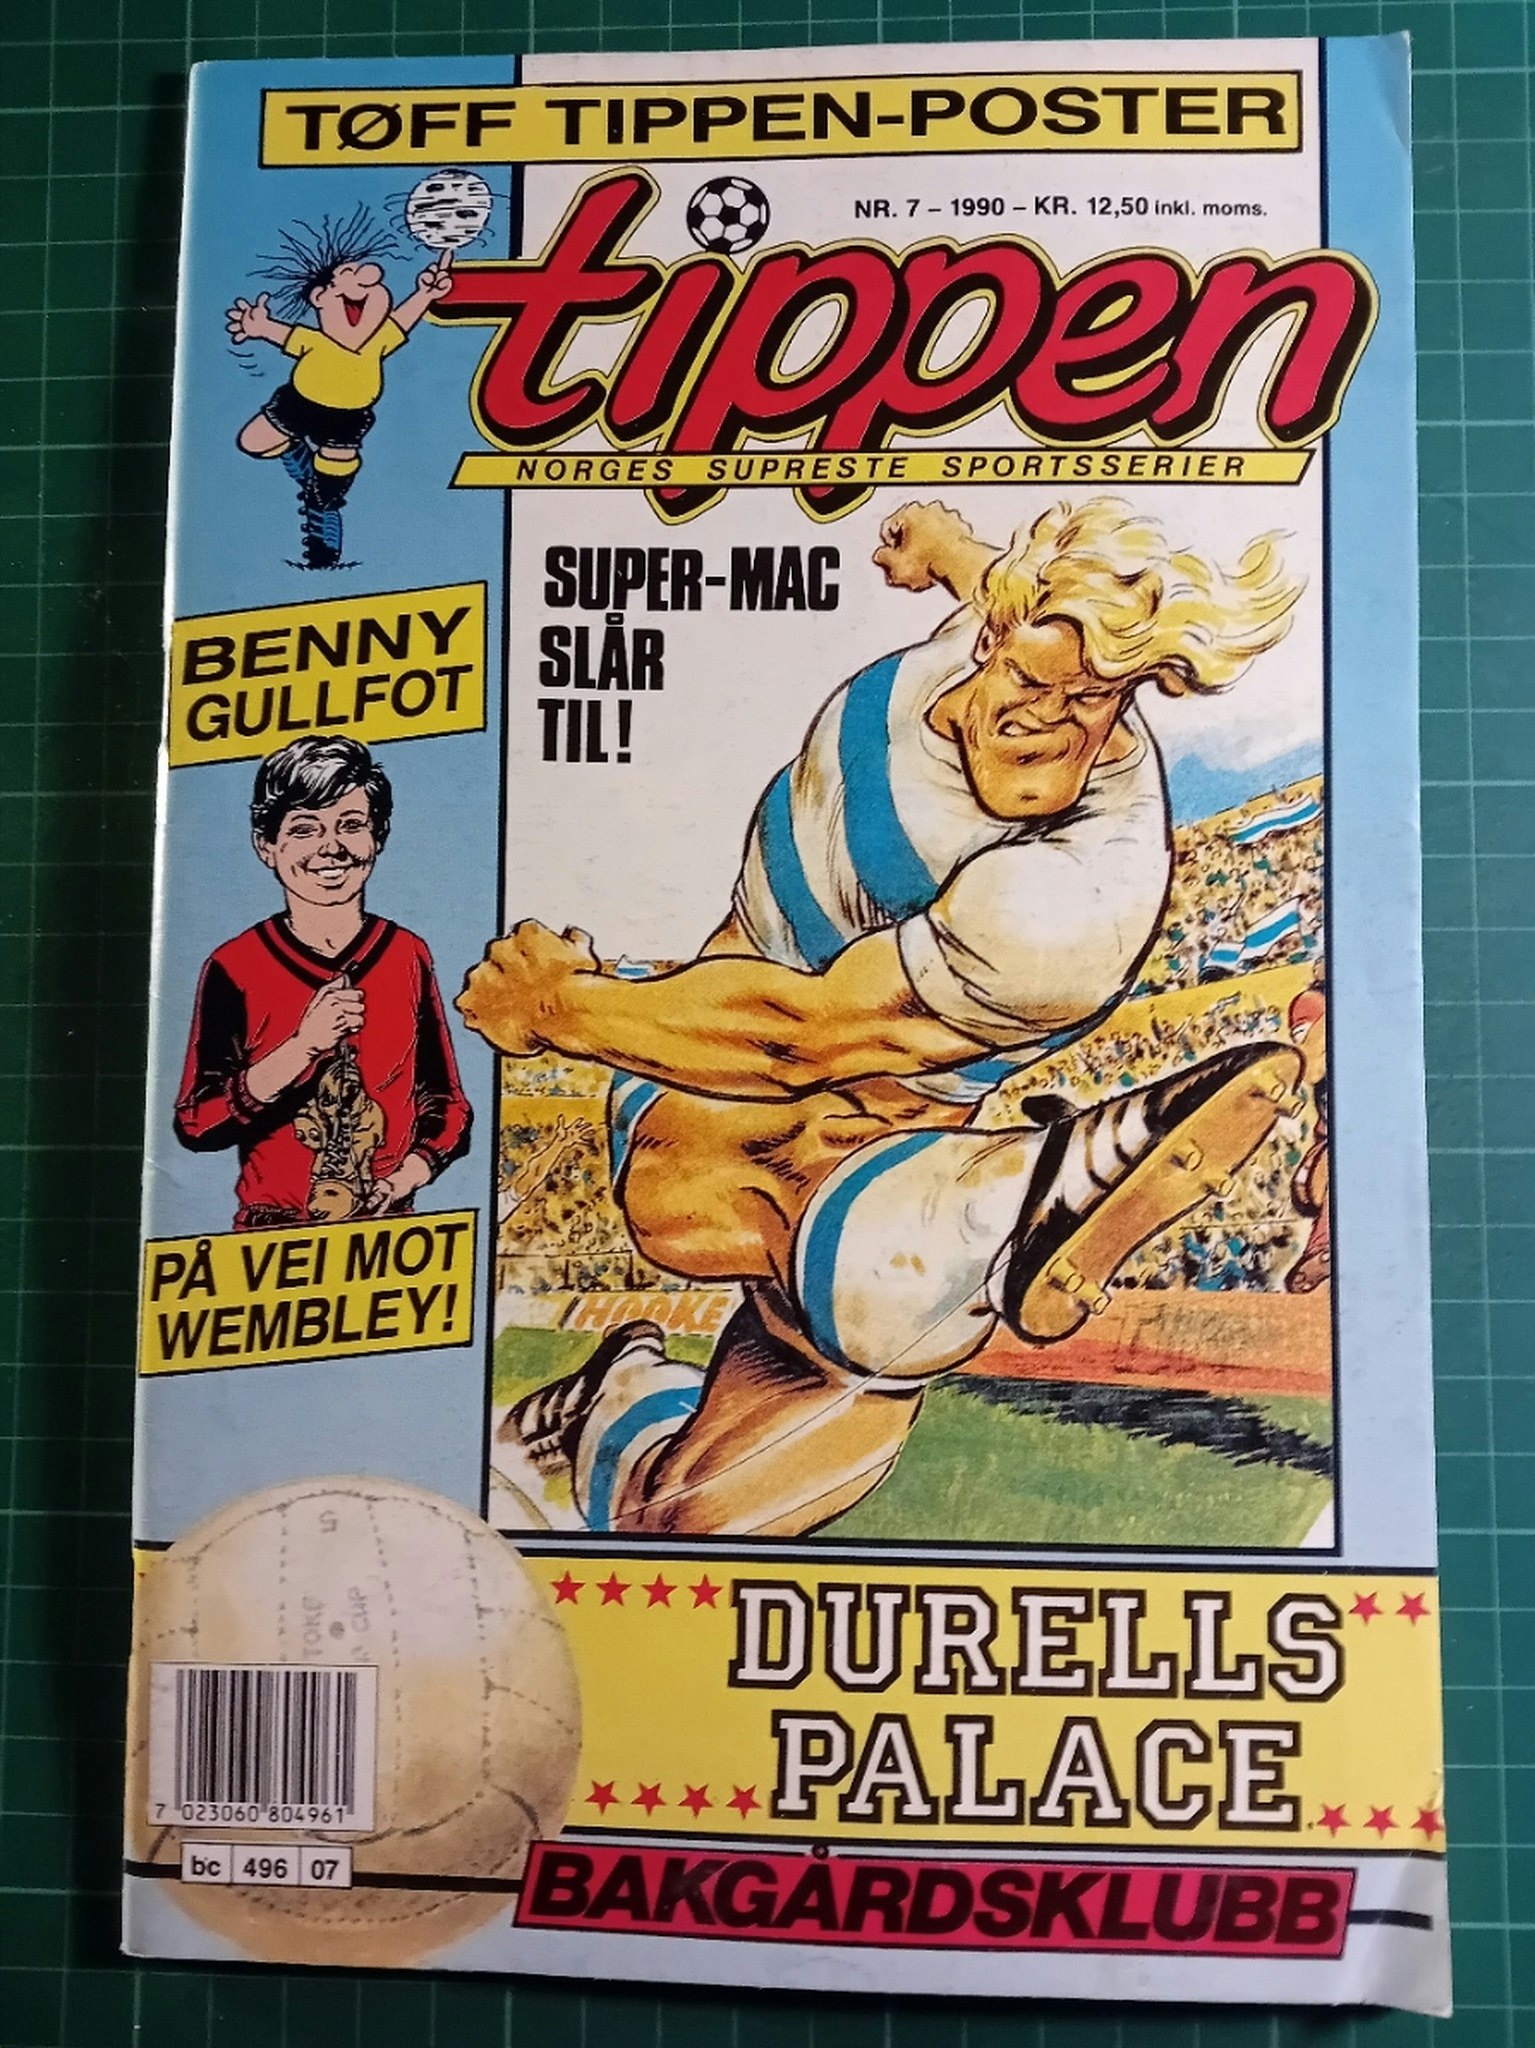 TØFF TIPPEN-POSTER
NR. 7 – 1990 – KR. 12,50 inkl. moms.
tippen
NORGES SUPRESTE SPORTSSERIER
SUPER-MAC
SLÅR
TIL!
BENNY
GULLFOT
PÅ VEI MOT
WEMBLEY!
DURELLS
PALACE
BAKGÅRDSKLUBB
7 023060 804961
bc 496 07